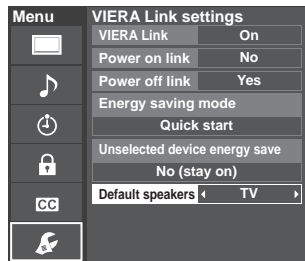 Menu
VIERA Link settings
VIERA Link On
Power on link No
Power off link Yes
Energy saving mode
Quick start
Unselected device energy save
No (stay on)
Default speakers TV
CC